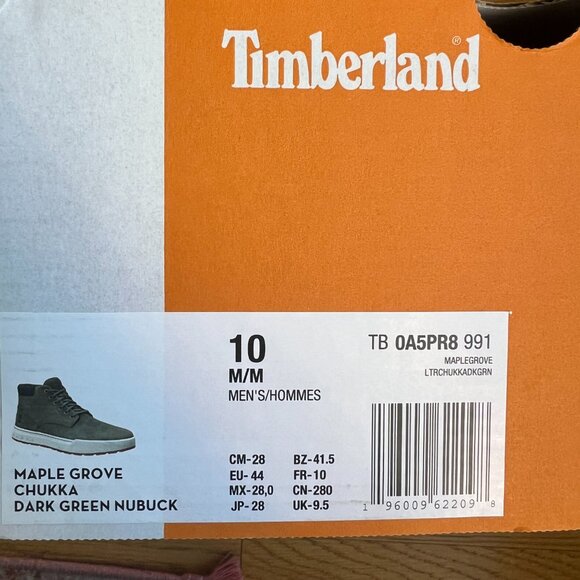 Timberland®
10
M/M
MEN'S/HOMMES
TB 0A5PR8 991
MAPLEGROVE
LTRCHUKKADKGRN
MAPLE GROVE
CHUKKA
DARK GREEN NUBUCK
CM-28 BZ-41.5
EU- 44 FR-10
MX-28,0 CN-280
JP-28 UK-9.5
1 96009 62209 8